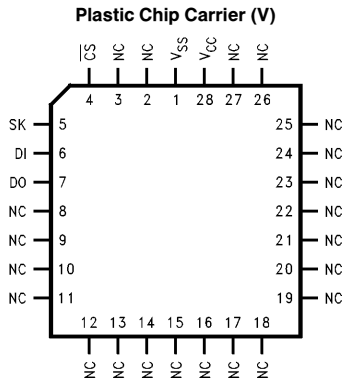 Plastic Chip Carrier (V)
CS NC NC VSS VCC NC NC
4 3 2 1 28 27 26
SK 5 25 NC
DI 6 24 NC
DO 7 23 NC
NC 8 22 NC
NC 9 21 NC
NC 10 20 NC
NC 11 19 NC
12 13 14 15 16 17 18
NC NC NC NC NC NC NC